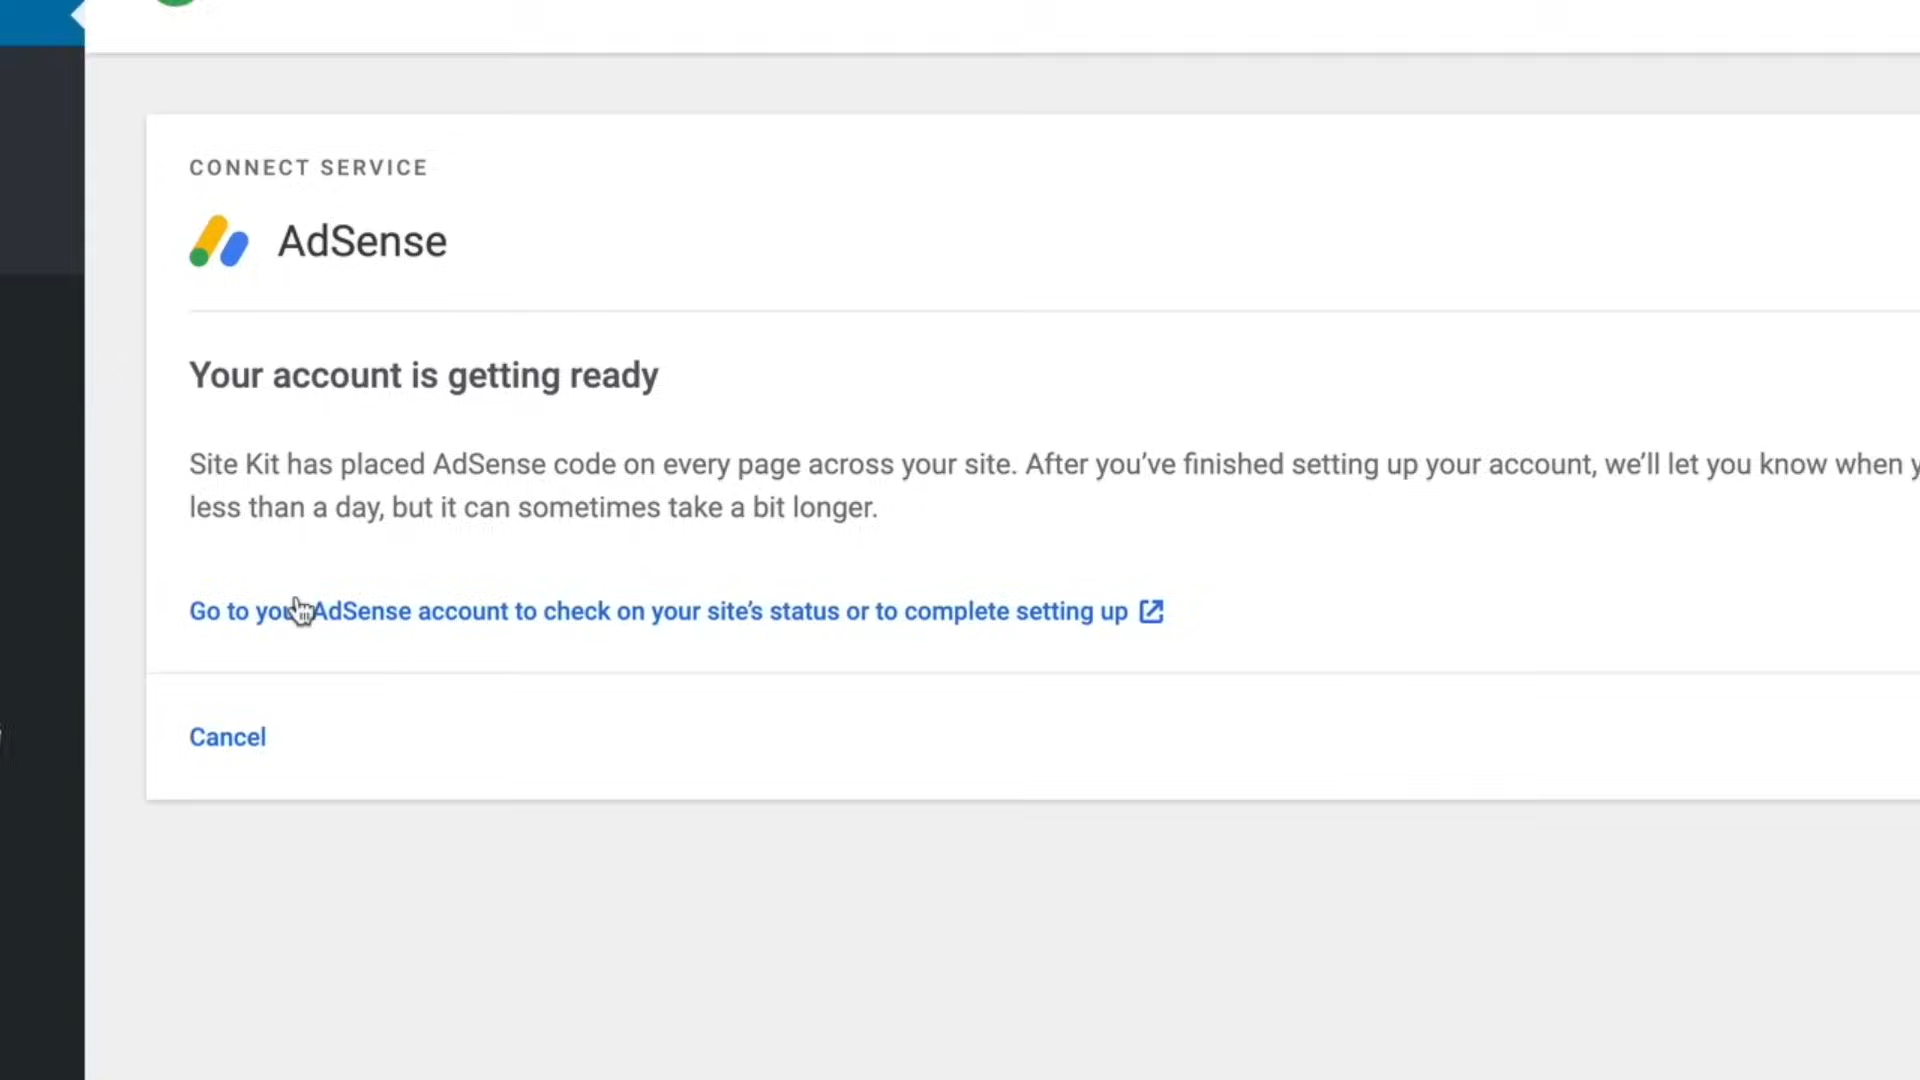 CONNECT SERVICE
AdSense
Your account is getting ready
Site Kit has placed AdSense code on every page across your site. After you’ve finished setting up your account, we’ll let you know when
less than a day, but it can sometimes take a bit longer.
Go to your AdSense account to check on your site’s status or to complete setting up
Cancel